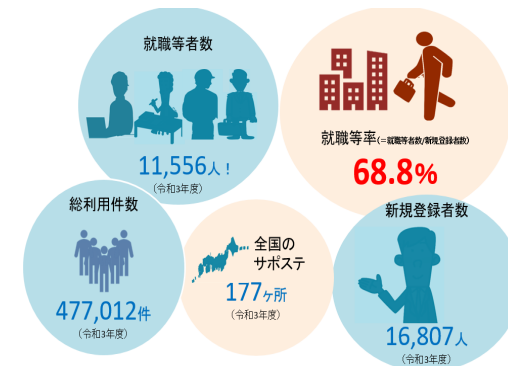 就職等者数
11,556人！
（令和3年度）
就職等率(＝就職等者数/新規登録者数)
68.8%
総利用件数
477,012件
（令和3年度）
全国の
サポステ
177ヶ所
（令和3年度）
新規登録者数
16,807人
（令和3年度）